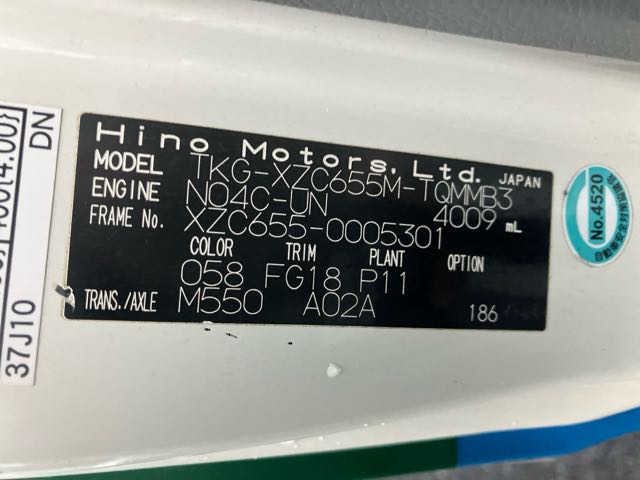 Hino Motors, Ltd. JAPAN
MODEL TKG-XZC655M-TQMMB3
ENGINE N04C-UN 4009 mL
FRAME No. XZC655-0005301
COLOR TRIM PLANT OPTION
058 FG18 P11
TRANS./AXLE M550 A02A 186
No.4520
DN
37J10